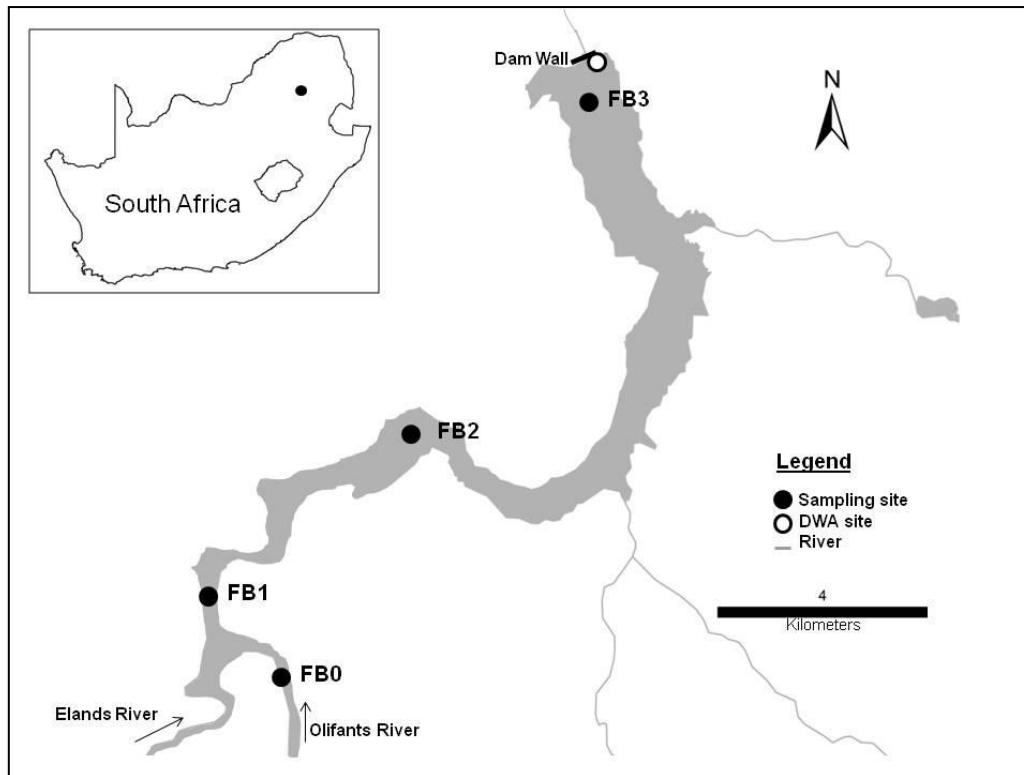 South Africa
Dam Wall
FB3
N
FB2
Legend
Sampling site
DWA site
River
4
Kilometers
FB1
FB0
Elands River
Olifants River